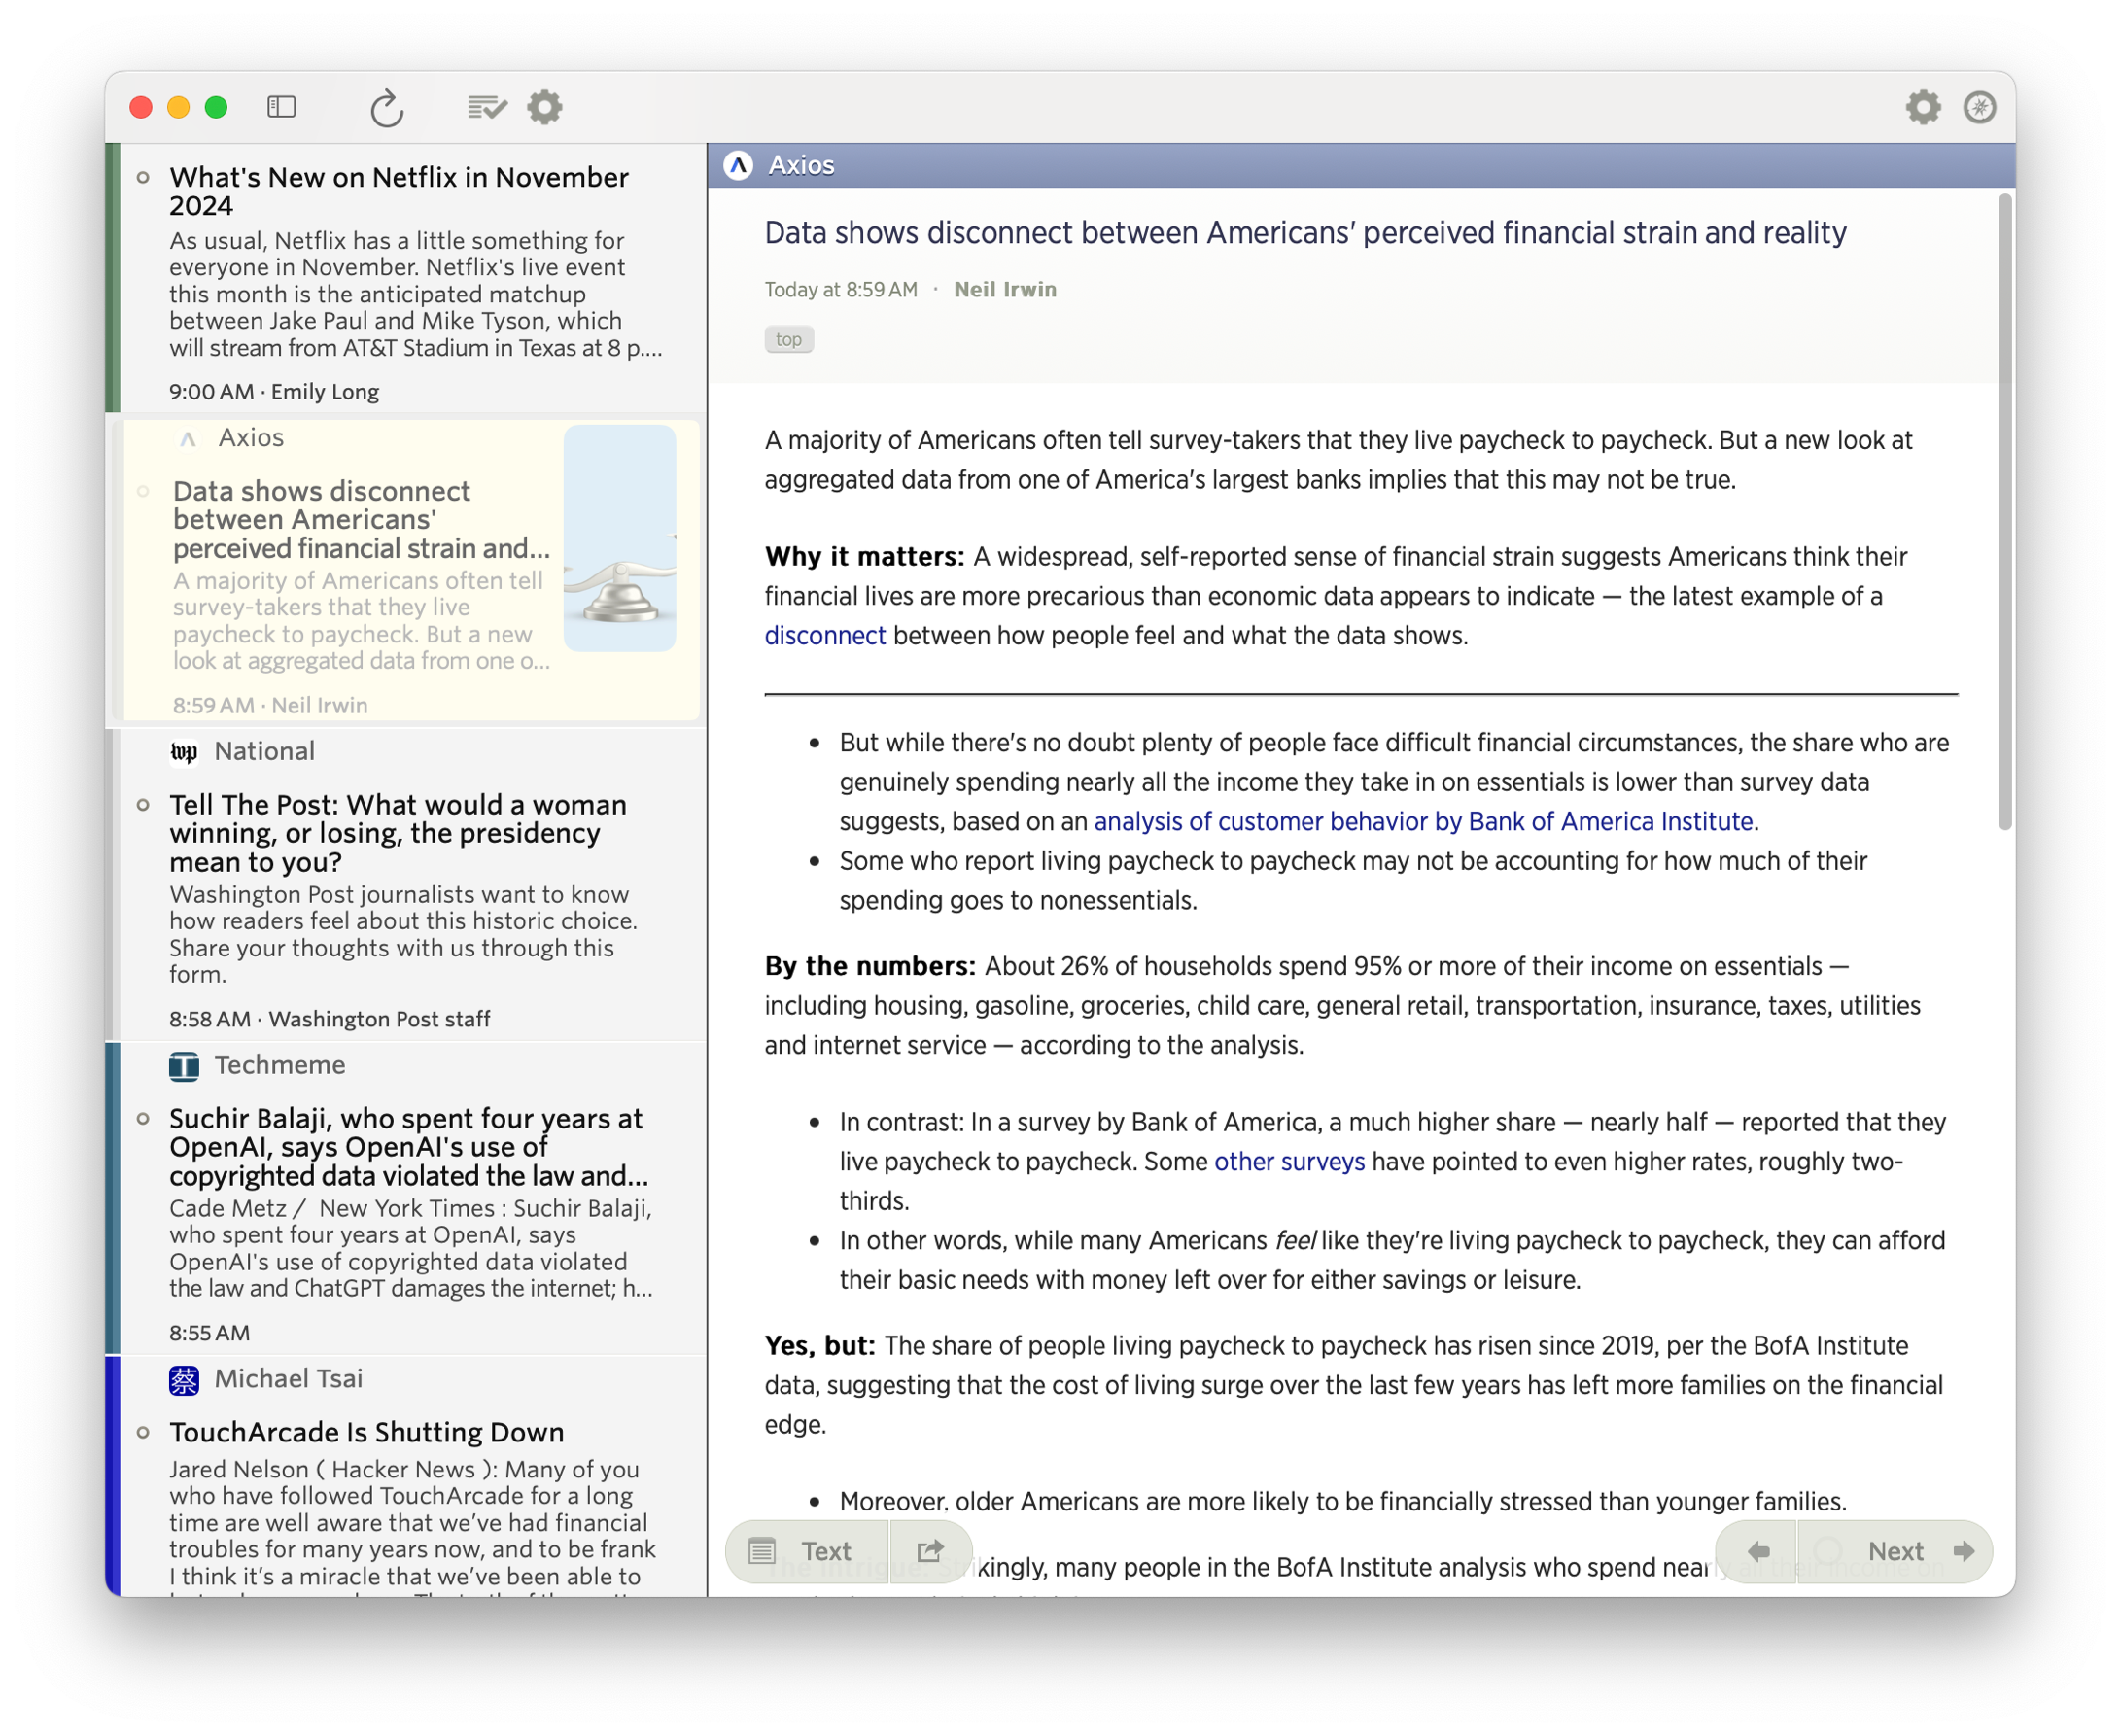 What's New on Netflix in November
2024
As usual, Netflix has a little something for
everyone in November. Netflix's live event
this month is the anticipated matchup
between Jake Paul and Mike Tyson, which
will stream from AT&T Stadium in Texas at 8 p....
9:00 AM · Emily Long
Axios
Data shows disconnect
between Americans'
perceived financial strain and...
A majority of Americans often tell
survey-takers that they live
paycheck to paycheck. But a new
look at aggregated data from one o...
8:59 AM · Neil Irwin
wp National
Tell The Post: What would a woman
winning, or losing, the presidency
mean to you?
Washington Post journalists want to know
how readers feel about this historic choice.
Share your thoughts with us through this
form.
8:58 AM · Washington Post staff
T Techmeme
Suchir Balaji, who spent four years at
OpenAI, says OpenAI's use of
copyrighted data violated the law and...
Cade Metz / New York Times : Suchir Balaji,
who spent four years at OpenAI, says
OpenAI's use of copyrighted data violated
the law and ChatGPT damages the internet; h...
8:55 AM
蔡 Michael Tsai
TouchArcade Is Shutting Down
Jared Nelson ( Hacker News ): Many of you
who have followed TouchArcade for a long
time are well aware that we've had financial
troubles for many years now, and to be frank
I think it's a miracle that we've been able to
Axios
Data shows disconnect between Americans' perceived financial strain and reality
Today at 8:59 AM · Neil Irwin
top
A majority of Americans often tell survey-takers that they live paycheck to paycheck. But a new look at
aggregated data from one of America's largest banks implies that this may not be true.
Why it matters: A widespread, self-reported sense of financial strain suggests Americans think their
financial lives are more precarious than economic data appears to indicate — the latest example of a
disconnect between how people feel and what the data shows.
• But while there's no doubt plenty of people face difficult financial circumstances, the share who are
genuinely spending nearly all the income they take in on essentials is lower than survey data
suggests, based on an analysis of customer behavior by Bank of America Institute.
• Some who report living paycheck to paycheck may not be accounting for how much of their
spending goes to nonessentials.
By the numbers: About 26% of households spend 95% or more of their income on essentials —
including housing, gasoline, groceries, child care, general retail, transportation, insurance, taxes, utilities
and internet service — according to the analysis.
• In contrast: In a survey by Bank of America, a much higher share — nearly half — reported that they
live paycheck to paycheck. Some other surveys have pointed to even higher rates, roughly two-
thirds.
• In other words, while many Americans feel like they're living paycheck to paycheck, they can afford
their basic needs with money left over for either savings or leisure.
Yes, but: The share of people living paycheck to paycheck has risen since 2019, per the BofA Institute
data, suggesting that the cost of living surge over the last few years has left more families on the financial
edge.
• Moreover, older Americans are more likely to be financially stressed than younger families.
The intrigue: Strikingly, many people in the BofA Institute analysis who spend nearly all their income on
Text
Next